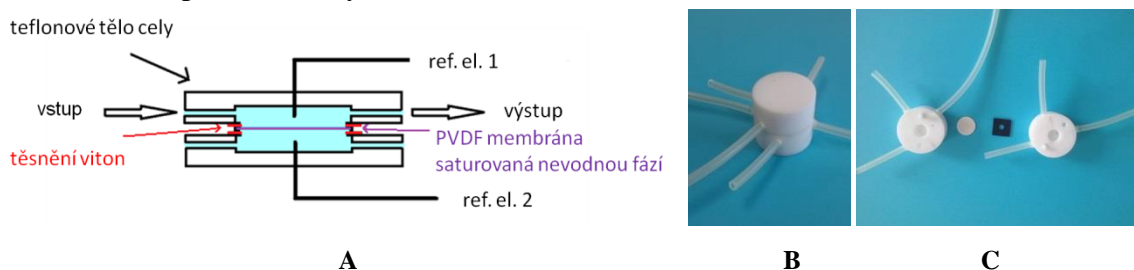 teflonové tělo cely
ref. el. 1
vstup
výstup
těsnění viton
PVDF membrána
saturovaná nevodnou fází
ref. el. 2
A
B
C